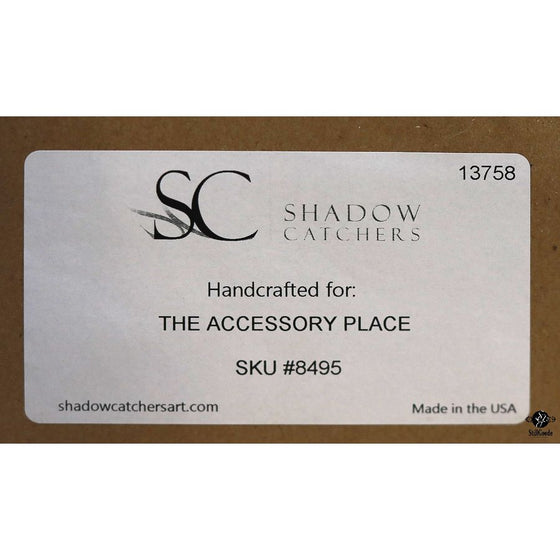 13758
SC
SHADOW
CATCHERS
Handcrafted for:
THE ACCESSORY PLACE
SKU #8495
shadowcatchersart.com
Made in the USA